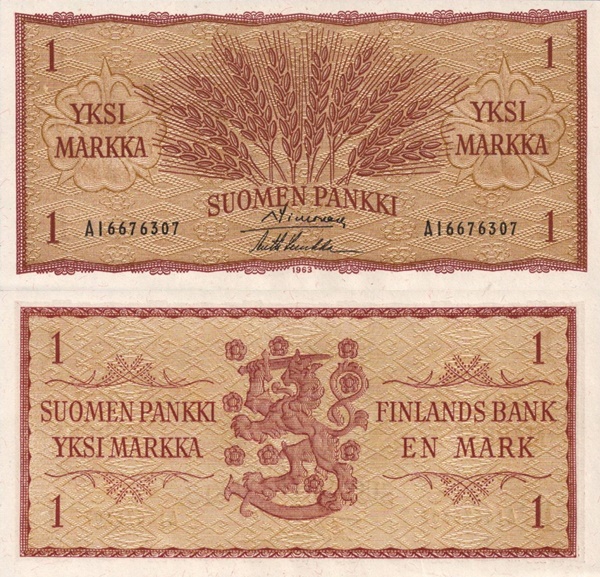 1 1
YKSI MARKKA
YKSI MARKKA
SUOMEN PANKKI
1 1
A16676307 A16676307
1963
1 1
SUOMEN PANKKI
YKSI MARKKA
FINLANDS BANK
EN MARK
1 1